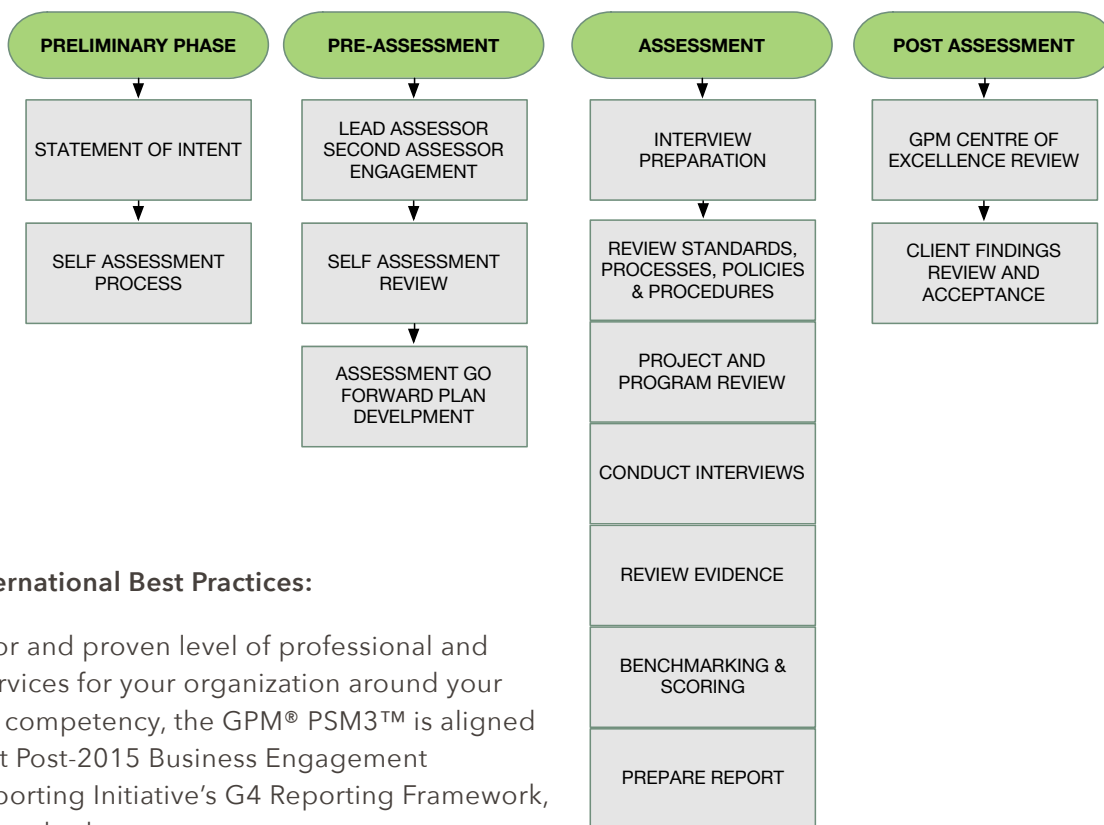 PRELIMINARY PHASE
STATEMENT OF INTENT
SELF ASSESSMENT
PROCESS
PRE-ASSESSMENT
LEAD ASSESSOR
SECOND ASSESSOR
ENGAGEMENT
SELF ASSESSMENT
REVIEW
ASSESSMENT GO
FORWARD PLAN
DEVELPMENT
ASSESSMENT
INTERVIEW
PREPARATION
REVIEW STANDARDS,
PROCESSES, POLICIES
& PROCEDURES
PROJECT AND
PROGRAM REVIEW
CONDUCT INTERVIEWS
REVIEW EVIDENCE
BENCHMARKING &
SCORING
PREPARE REPORT
POST ASSESSMENT
GPM CENTRE OF
EXCELLENCE REVIEW
CLIENT FINDINGS
REVIEW AND
ACCEPTANCE
ernational Best Practices:
or and proven level of professional and
rvices for your organization around your
competency, the GPM® PSM3™ is aligned
t Post-2015 Business Engagement
porting Initiative's G4 Reporting Framework,